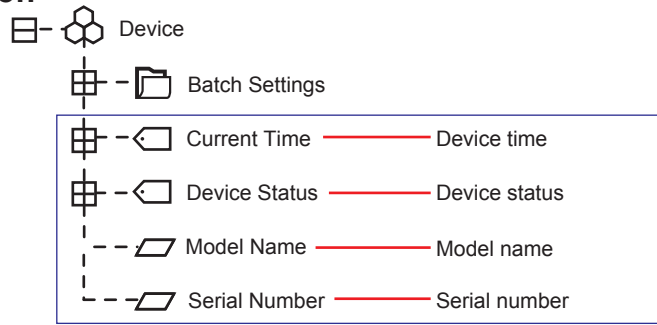 Device
Batch Settings
Current Time Device time
Device Status Device status
Model Name Model name
Serial Number Serial number